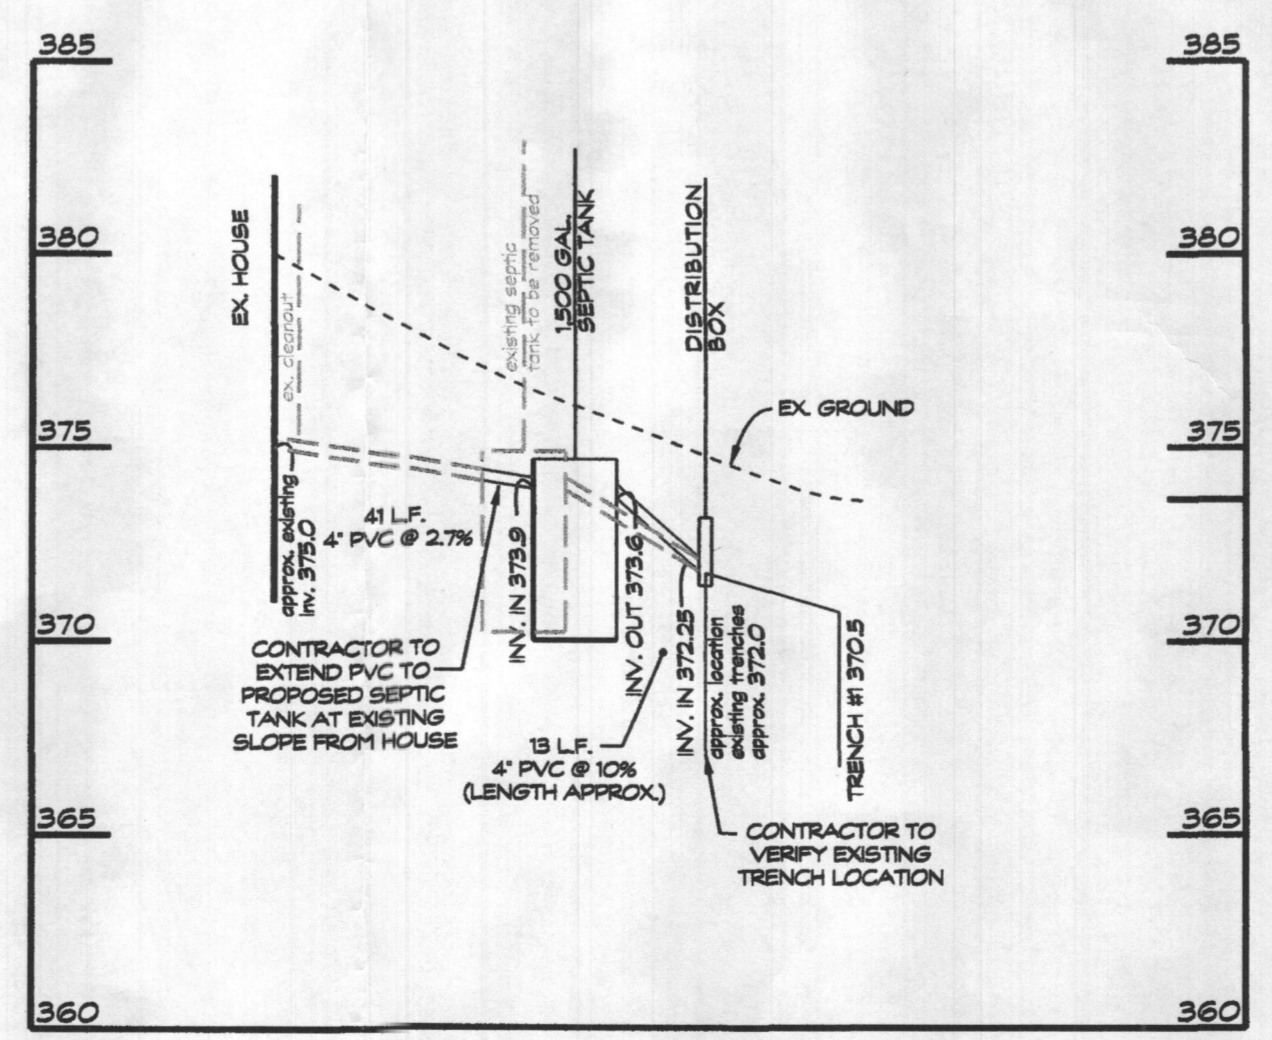 385
385
380
380
375
375
370
370
365
365
360
360
EX. HOUSE
ex. cleanout
existing septic
tank to be removed
1,500 GAL.
SEPTIC TANK
DISTRIBUTION
BOX
EX. GROUND
approx. existing
inv. 375.0
41 L.F.
4" PVC @ 2.7%
INV. IN 373.9
INV. OUT 373.6
INV. IN 372.25
approx. location
existing trenches
approx. 372.0
TRENCH #1 370.5
CONTRACTOR TO
EXTEND PVC TO
PROPOSED SEPTIC
TANK AT EXISTING
SLOPE FROM HOUSE
13 L.F.
4" PVC @ 10%
(LENGTH APPROX.)
CONTRACTOR TO
VERIFY EXISTING
TRENCH LOCATION